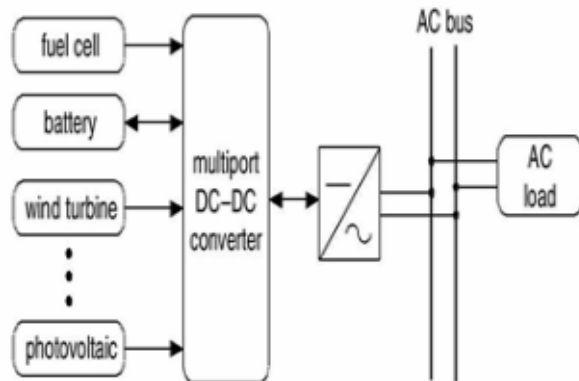 AC bus
fuel cell
battery
wind turbine
photovoltaic
multiport
DC–DC
converter
AC
load